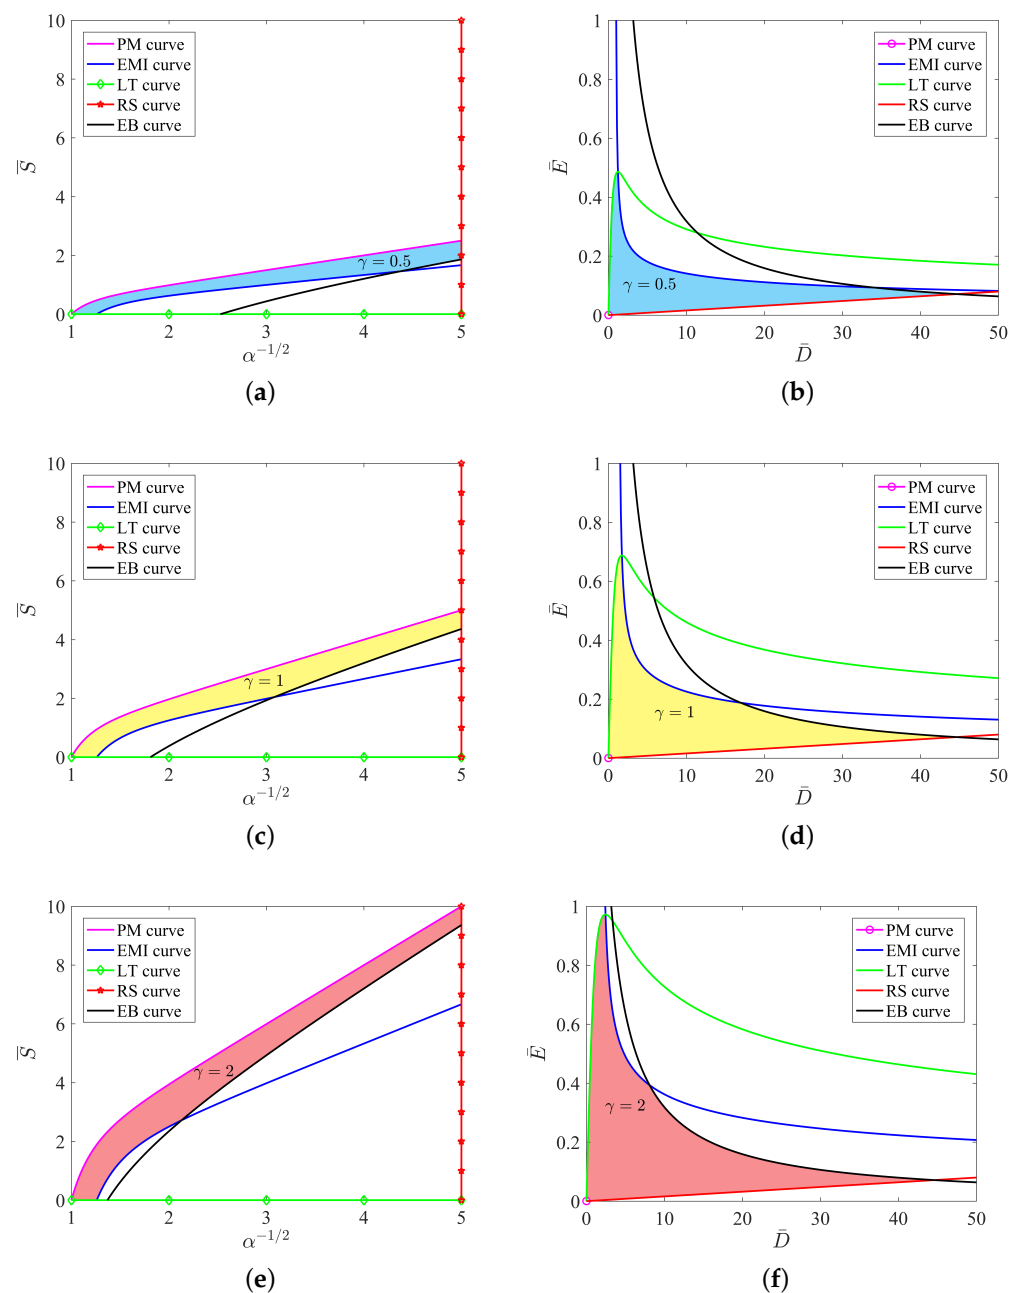 10
8
6
4
2
0
S̅
PM curve
EMI curve
LT curve
RS curve
EB curve
γ = 0.5
1 2 3 4 5
α^{-1/2}
(a)
1
0.8
0.6
0.4
0.2
0
Ē
PM curve
EMI curve
LT curve
RS curve
EB curve
γ = 0.5
0 10 20 30 40 50
D̄
(b)
10
8
6
4
2
0
S̅
PM curve
EMI curve
LT curve
RS curve
EB curve
γ = 1
1 2 3 4 5
α^{-1/2}
(c)
1
0.8
0.6
0.4
0.2
0
Ē
PM curve
EMI curve
LT curve
RS curve
EB curve
γ = 1
0 10 20 30 40 50
D̄
(d)
10
8
6
4
2
0
S̅
PM curve
EMI curve
LT curve
RS curve
EB curve
γ = 2
1 2 3 4 5
α^{-1/2}
(e)
1
0.8
0.6
0.4
0.2
0
Ē
PM curve
EMI curve
LT curve
RS curve
EB curve
γ = 2
0 10 20 30 40 50
D̄
(f)